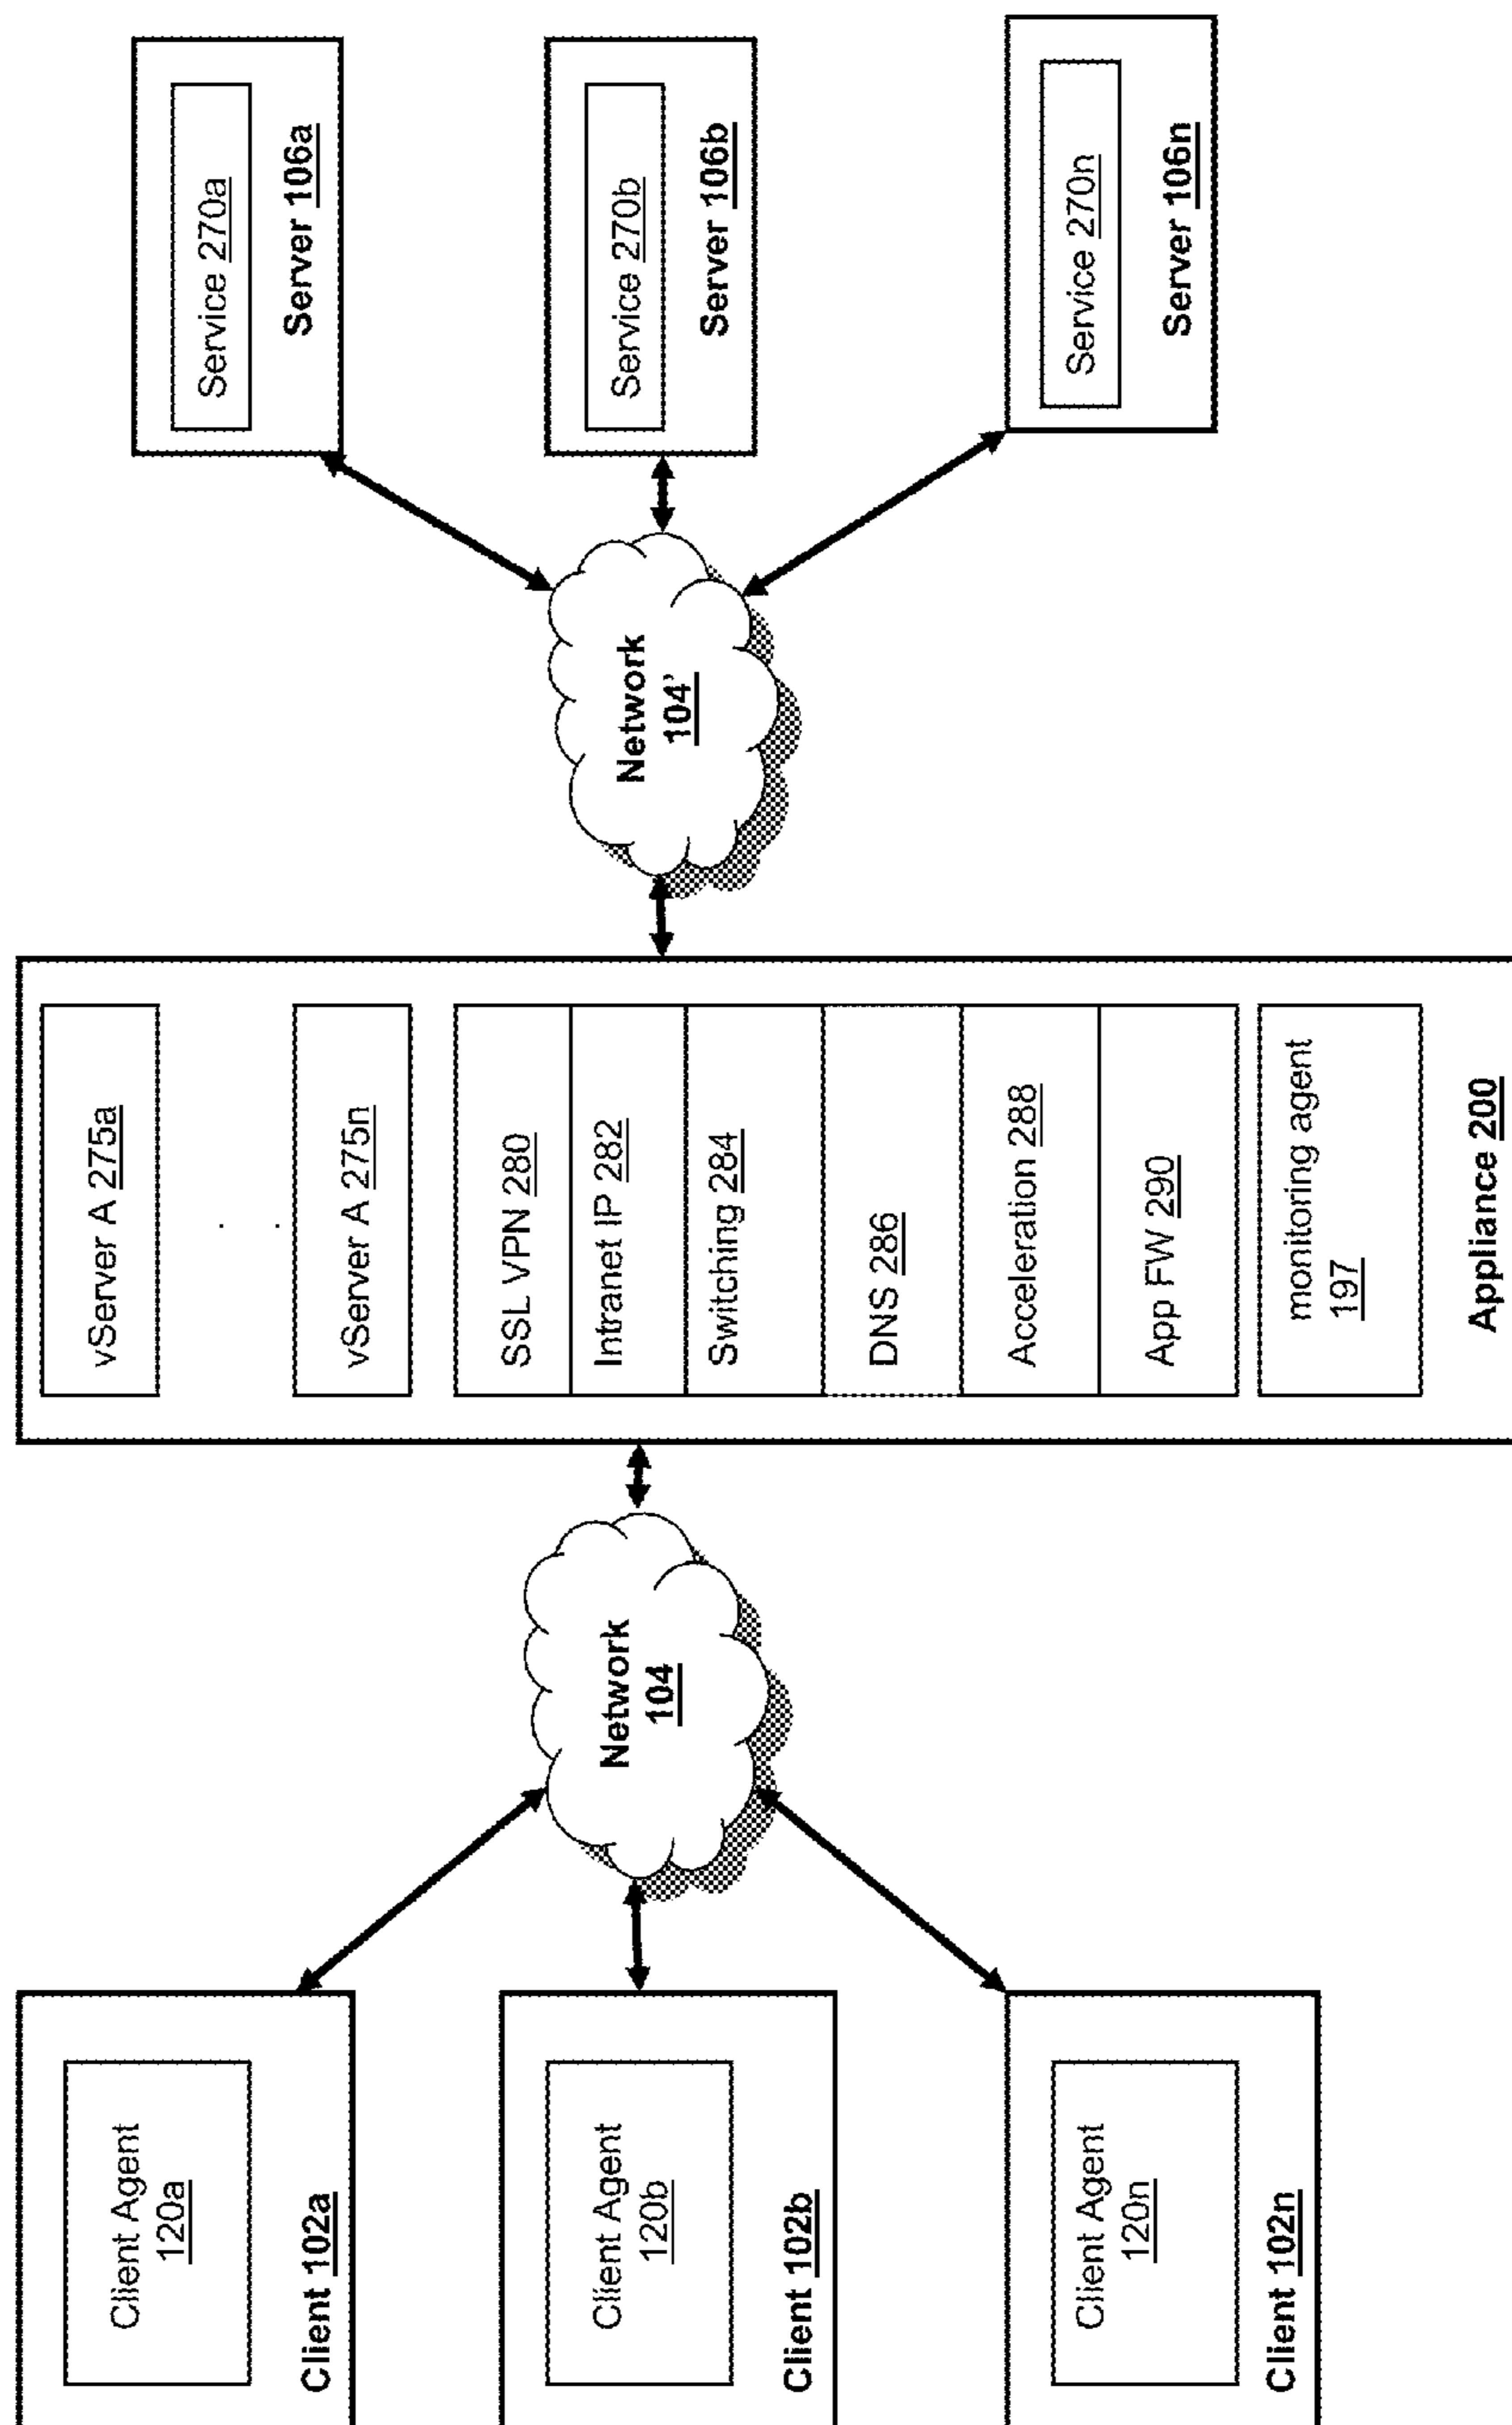 Client Agent
120a
Client 102a
Client Agent
120b
Client 102b
Client Agent
120n
Client 102n
Network
104
vServer A 275a
vServer A 275n
SSL VPN 280
Intranet IP 282
Switching 284
DNS 286
Acceleration 288
App FW 290
monitoring agent
197
Appliance 200
Network
104'
Service 270a
Server 106a
Service 270b
Server 106b
Service 270n
Server 106n